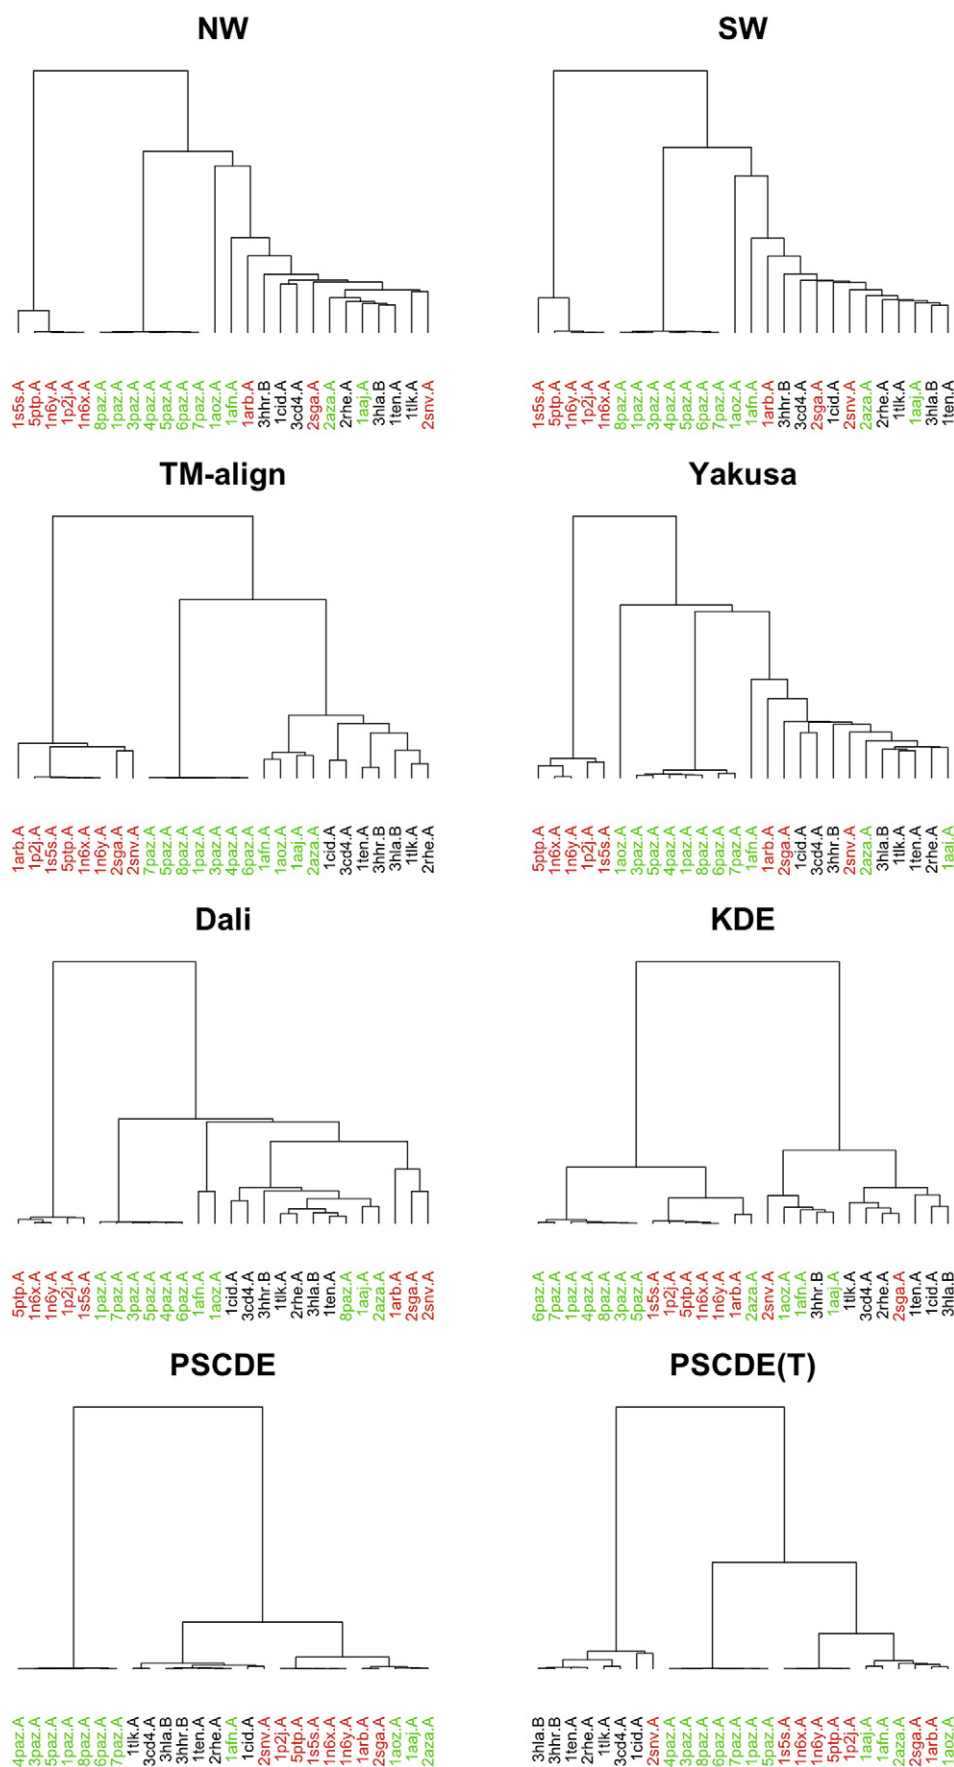 NW
SW
1s5s.A 5ptp.A 1n6y.A 1p2j.A 1n6x.A 8paz.A 1paz.A 3paz.A 4paz.A 5paz.A 6paz.A 7paz.A 1aoz.A 1afn.A 1arb.A 3hhr.B 1cid.A 3cd4.A 2sga.A 2aza.A 2rhe.A 1aaj.A 3hla.B 1ten.A 1tlk.A 2snv.A
1s5s.A 5ptp.A 1n6y.A 1p2j.A 1n6x.A 8paz.A 1paz.A 3paz.A 4paz.A 5paz.A 6paz.A 7paz.A 1aoz.A 1afn.A 1arb.A 3hhr.B 3cd4.A 2sga.A 1cid.A 2snv.A 2aza.A 2rhe.A 1tlk.A 1aaj.A 3hla.B 1ten.A
TM-align
Yakusa
1arb.A 1p2j.A 1s5s.A 5ptp.A 1n6x.A 1n6y.A 2sga.A 2snv.A 7paz.A 5paz.A 8paz.A 1paz.A 3paz.A 4paz.A 6paz.A 1afn.A 1aoz.A 1aaj.A 2aza.A 1cid.A 3cd4.A 1ten.A 3hhr.B 3hla.B 1tlk.A 2rhe.A
5ptp.A 1n6x.A 1n6y.A 1p2j.A 1s5s.A 1aoz.A 3paz.A 5paz.A 4paz.A 1paz.A 8paz.A 6paz.A 7paz.A 1afn.A 1arb.A 2sga.A 1cid.A 3cd4.A 3hhr.B 2snv.A 2aza.A 3hla.B 1tlk.A 1ten.A 2rhe.A 1aaj.A
Dali
KDE
5ptp.A 1n6x.A 1n6y.A 1p2j.A 1s5s.A 1paz.A 7paz.A 3paz.A 5paz.A 4paz.A 6paz.A 1afn.A 1aoz.A 1cid.A 3cd4.A 3hhr.B 1tlk.A 2rhe.A 3hla.B 1ten.A 8paz.A 1aaj.A 2aza.A 1arb.A 2sga.A 2snv.A
6paz.A 7paz.A 1paz.A 4paz.A 8paz.A 3paz.A 5paz.A 1s5s.A 1p2j.A 5ptp.A 1n6x.A 1n6y.A 1arb.A 2aza.A 2snv.A 1aoz.A 1afn.A 3hhr.B 1aaj.A 1tlk.A 3cd4.A 2rhe.A 2sga.A 1ten.A 1cid.A 3hla.B
PSCDE
PSCDE(T)
4paz.A 3paz.A 5paz.A 1paz.A 8paz.A 6paz.A 7paz.A 1tlk.A 3cd4.A 3hla.B 3hhr.B 1ten.A 2rhe.A 1afn.A 1cid.A 2snv.A 1p2j.A 5ptp.A 1s5s.A 1n6x.A 1n6y.A 1arb.A 2sga.A 1aoz.A 1aaj.A 2aza.A
3hla.B 3hhr.B 1ten.A 2rhe.A 1tlk.A 3cd4.A 1cid.A 2snv.A 4paz.A 3paz.A 8paz.A 6paz.A 7paz.A 1paz.A 5paz.A 1s5s.A 1n6x.A 1n6y.A 5ptp.A 1p2j.A 1aaj.A 1afn.A 2aza.A 2sga.A 1arb.A 1aoz.A